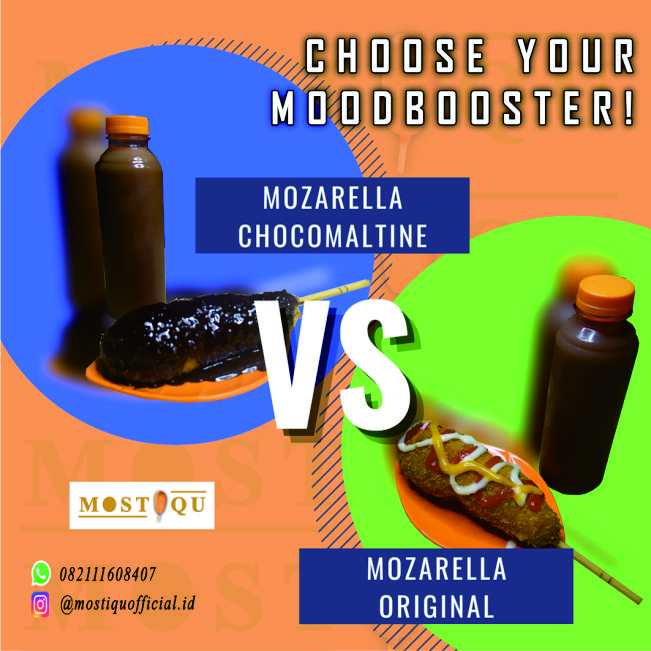 CHOOSE YOUR
MOODBOOSTER!
MOZARELLA
CHOCOMALTINE
VS
MOSTIQU
082111608407
@mostiquofficial.id
MOZARELLA
ORIGINAL